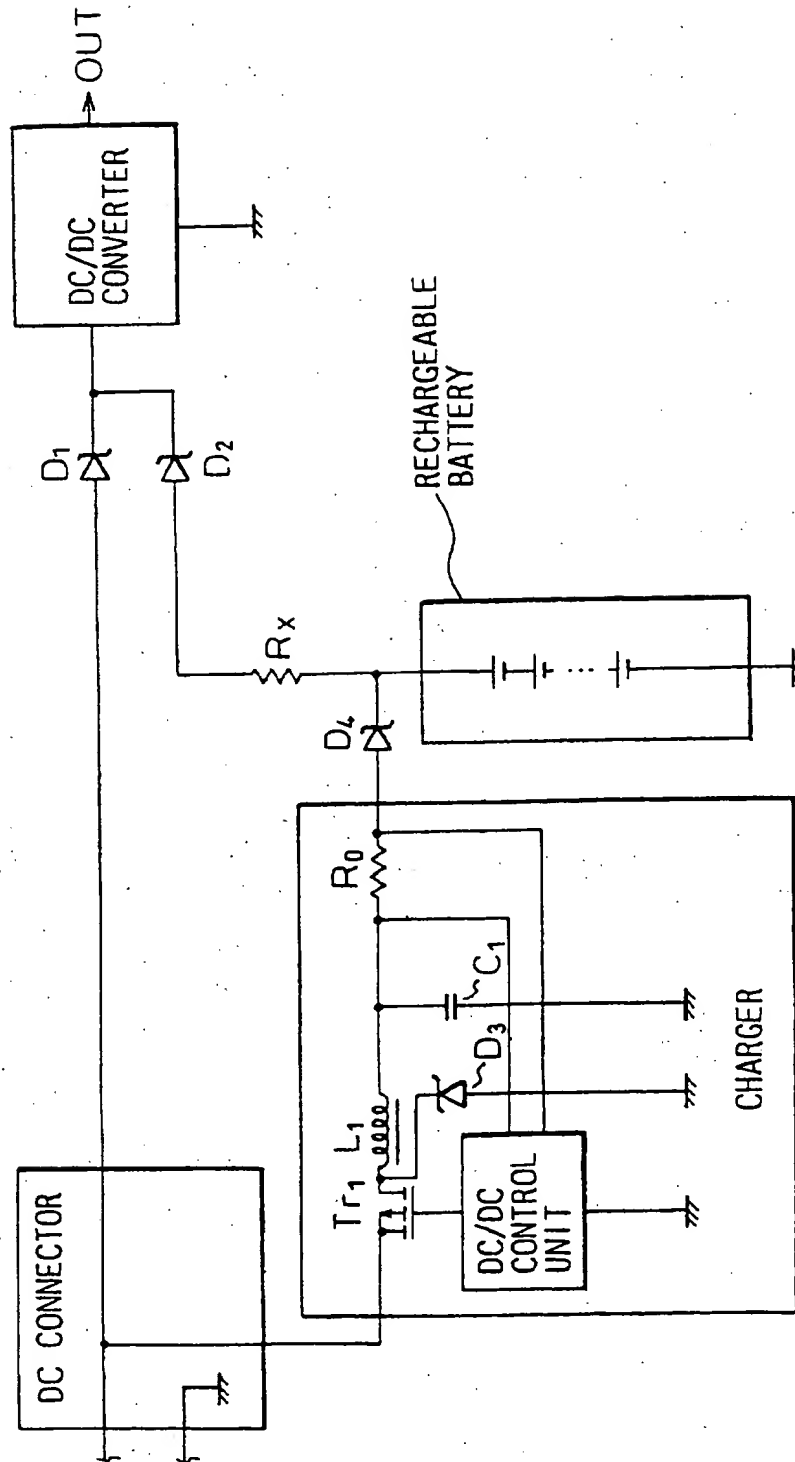 DC CONNECTOR
D1
D2
DC/DC
CONVERTER
OUT
RX
D4
RECHARGEABLE
BATTERY
Tr1
L1
R0
C1
D3
DC/DC
CONTROL
UNIT
CHARGER